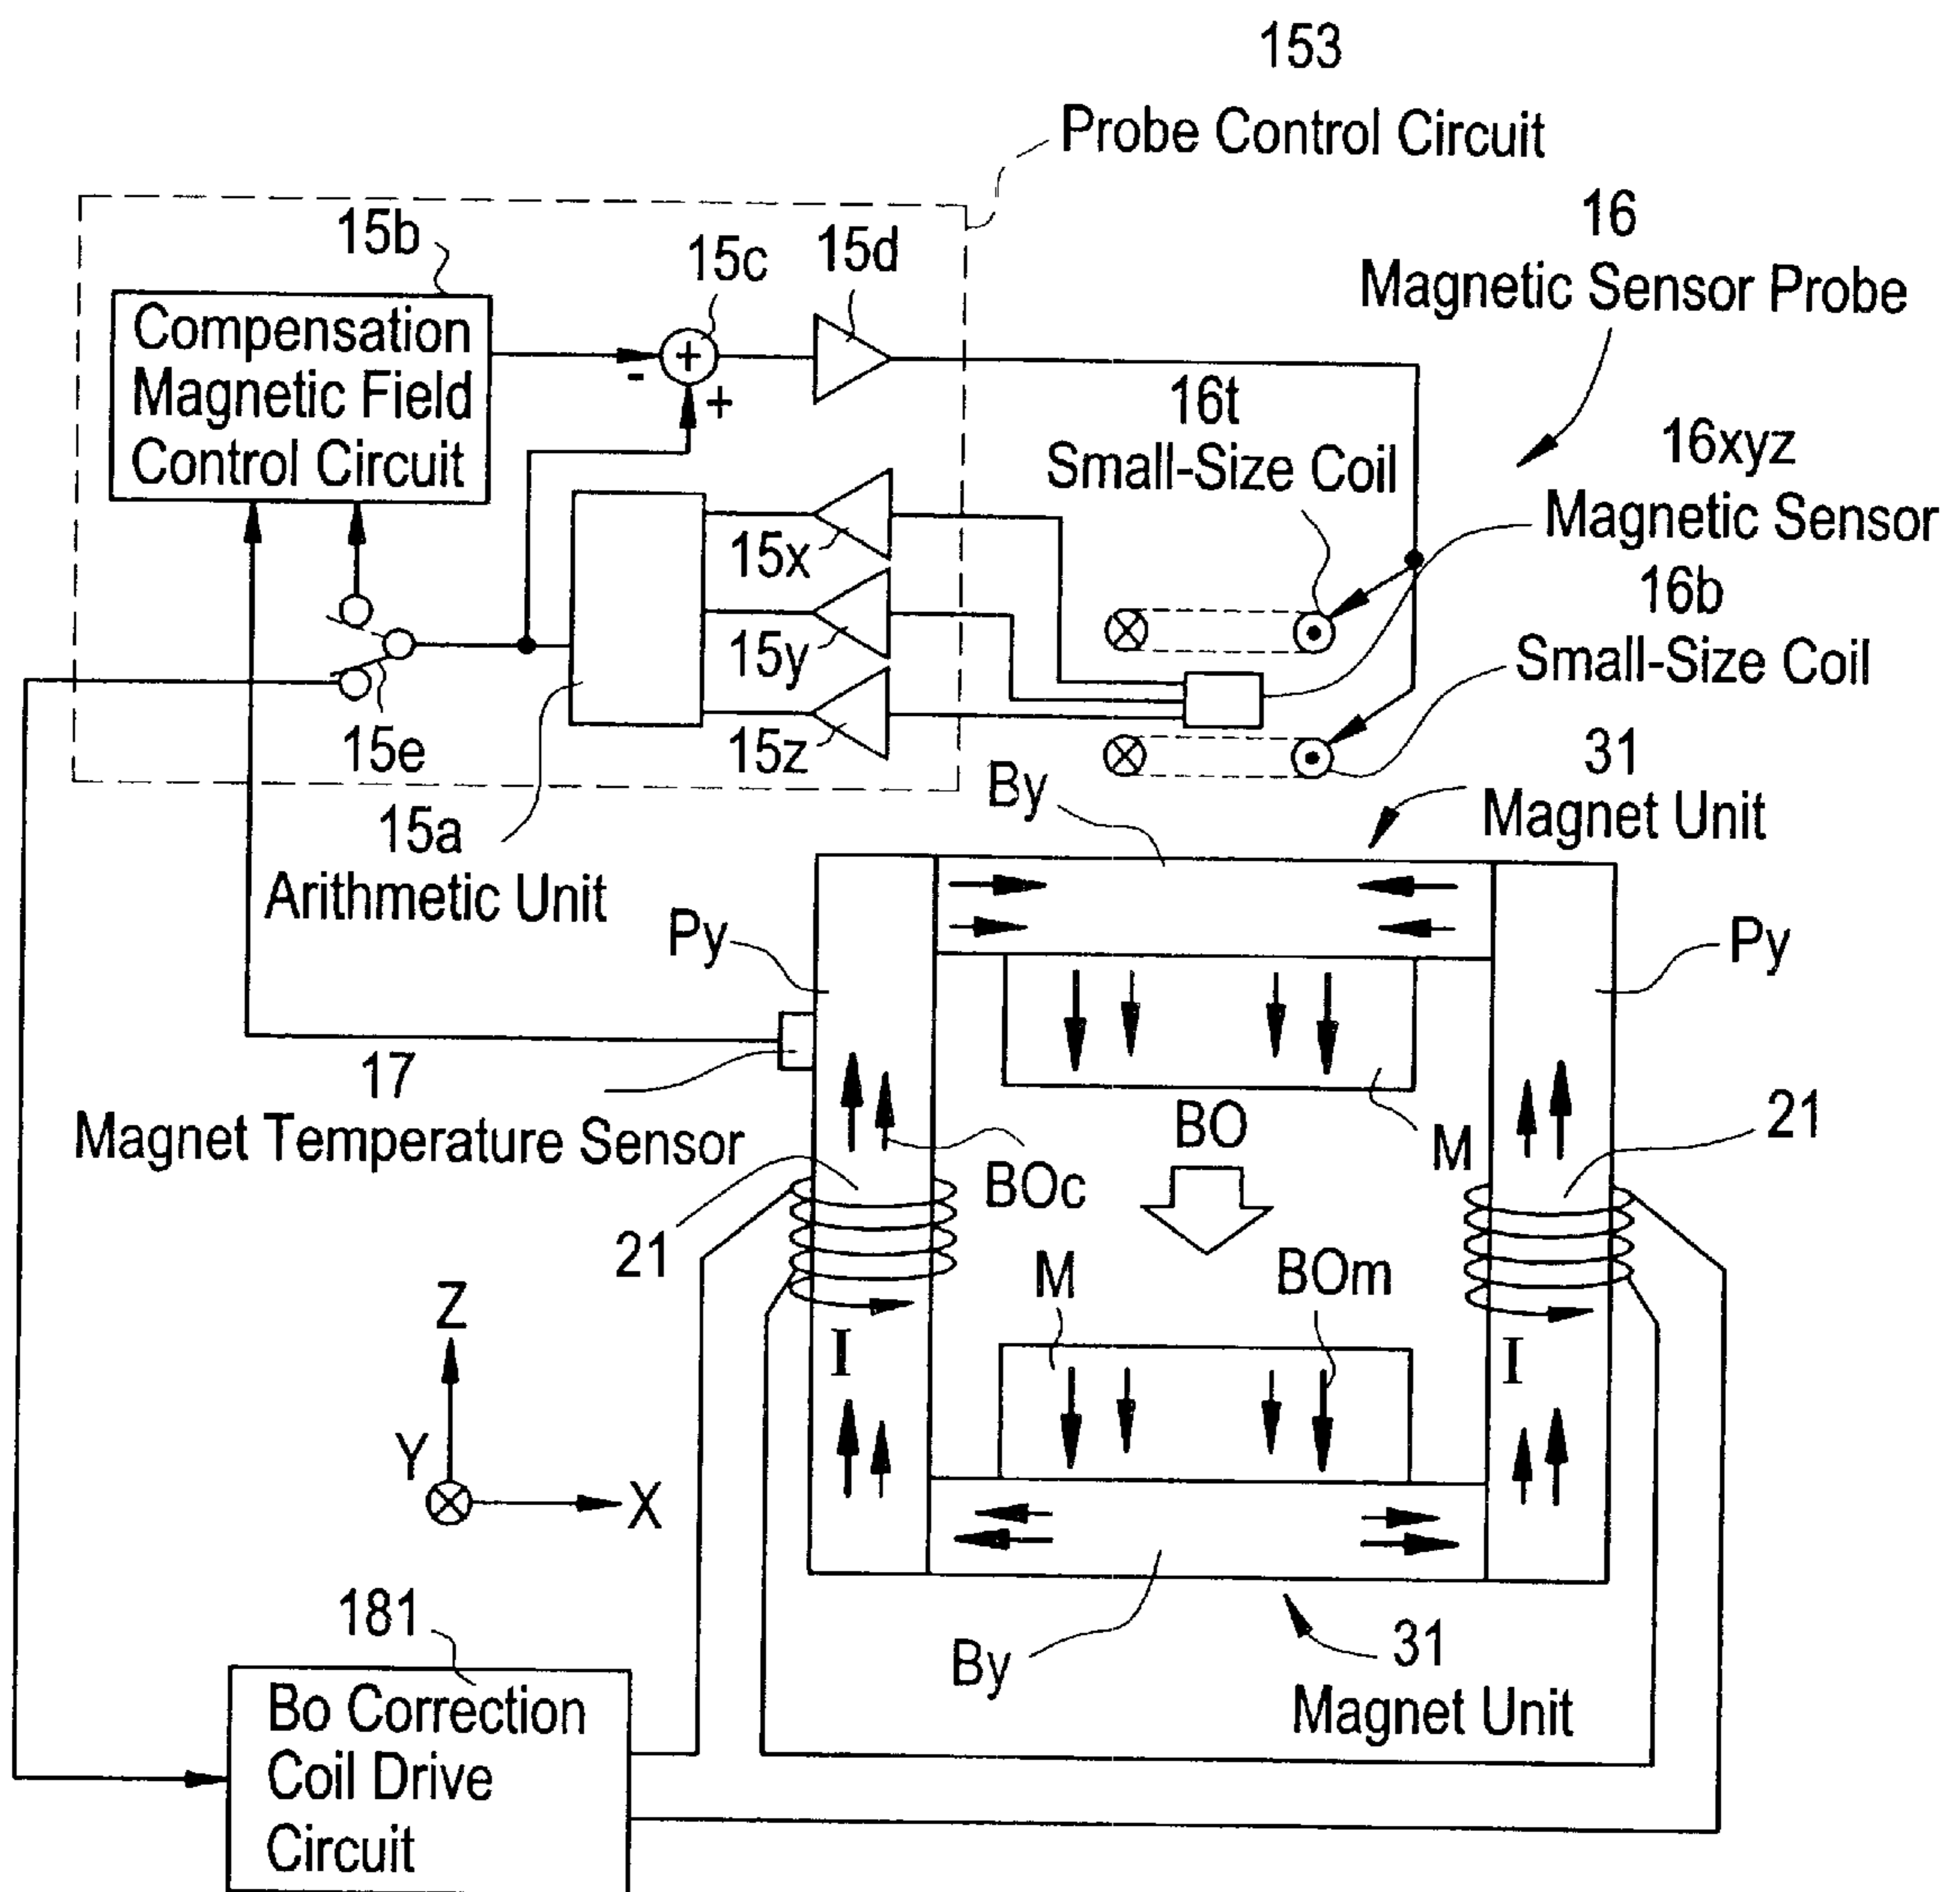 153
Probe Control Circuit
15b
15c
15d
16
Magnetic Sensor Probe
Compensation
Magnetic Field
Control Circuit
+
-
+
16t
Small-Size Coil
16xyz
Magnetic Sensor
15x
16b
Small-Size Coil
15y
15e
15z
31
Magnet Unit
By
15a
Arithmetic Unit
Py
Py
17
Magnet Temperature Sensor
BO
M
21
BOc
21
M
BOm
Z
I
I
Y
X
181
By
31
Magnet Unit
Bo Correction
Coil Drive
Circuit